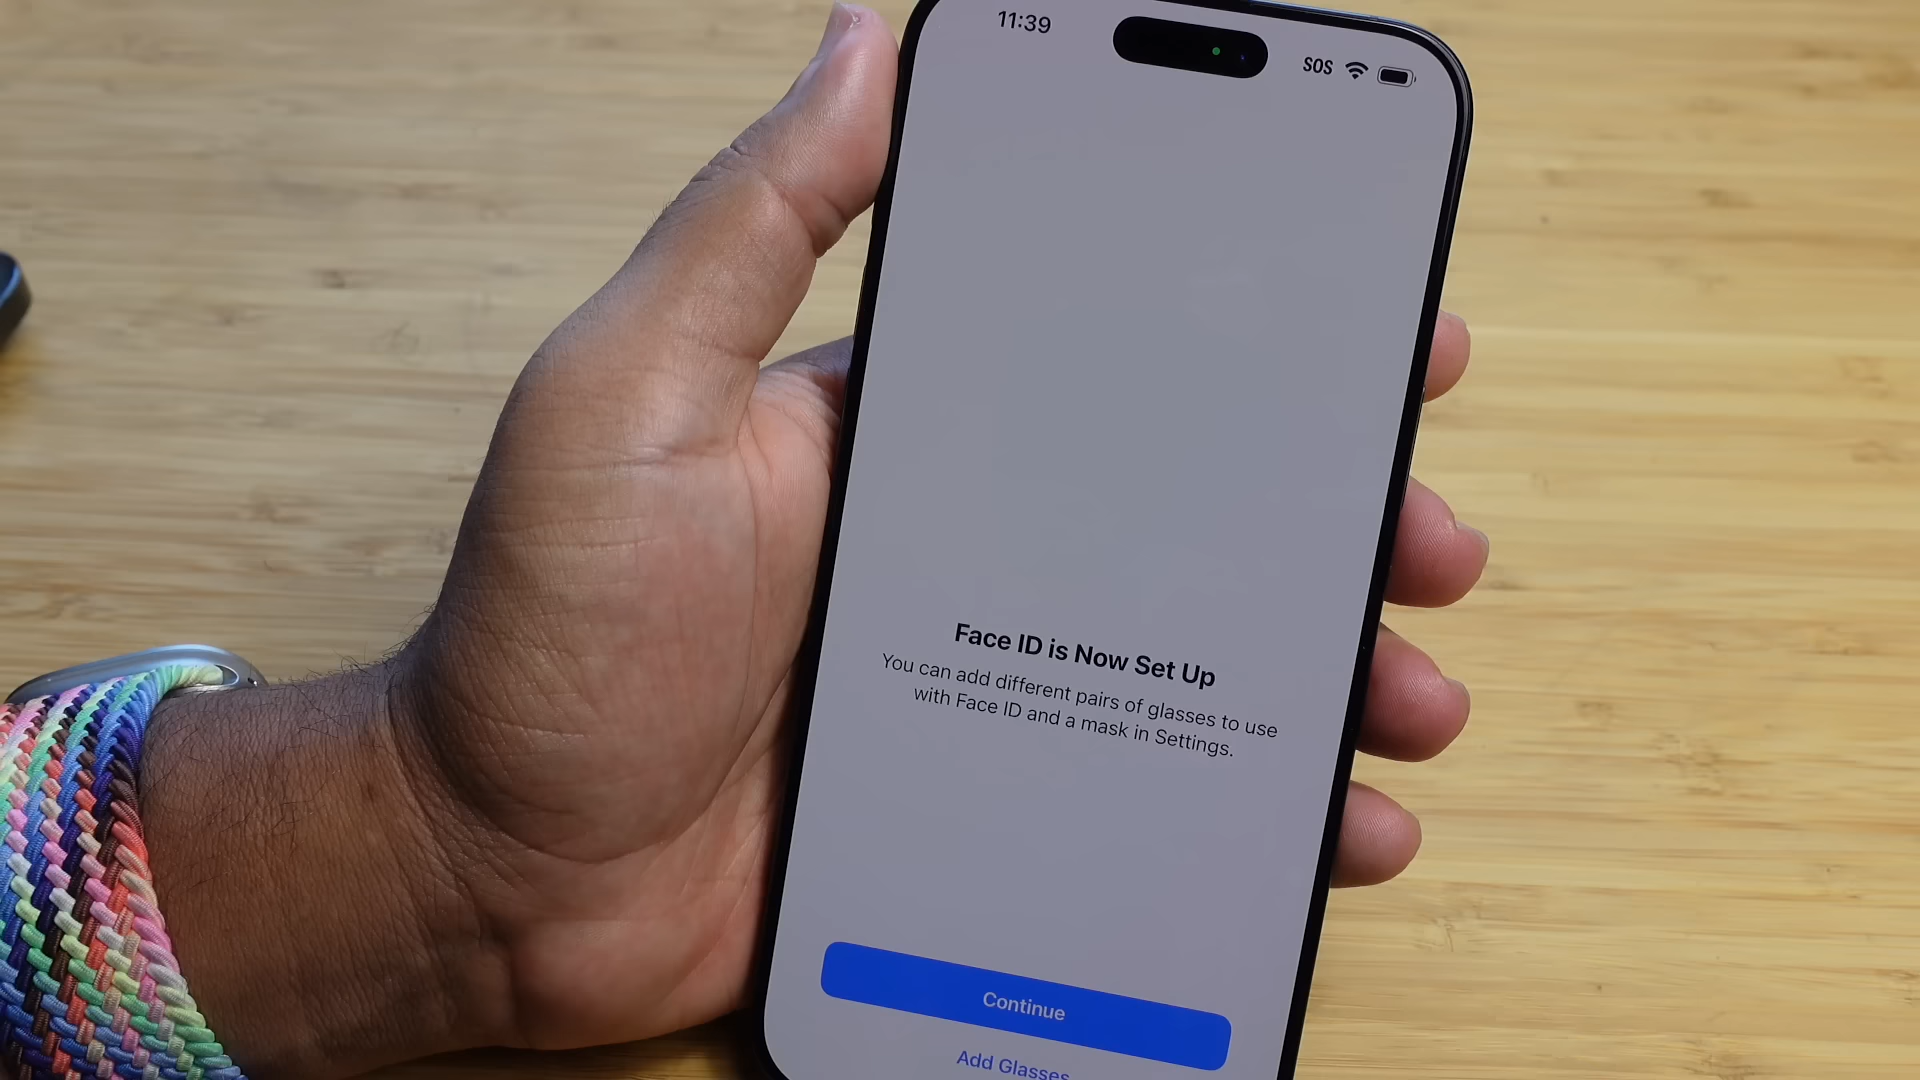 11:39
SOS
Face ID is Now Set Up
You can add different pairs of glasses to use
with Face ID and a mask in Settings.
Continue
Add Glasses